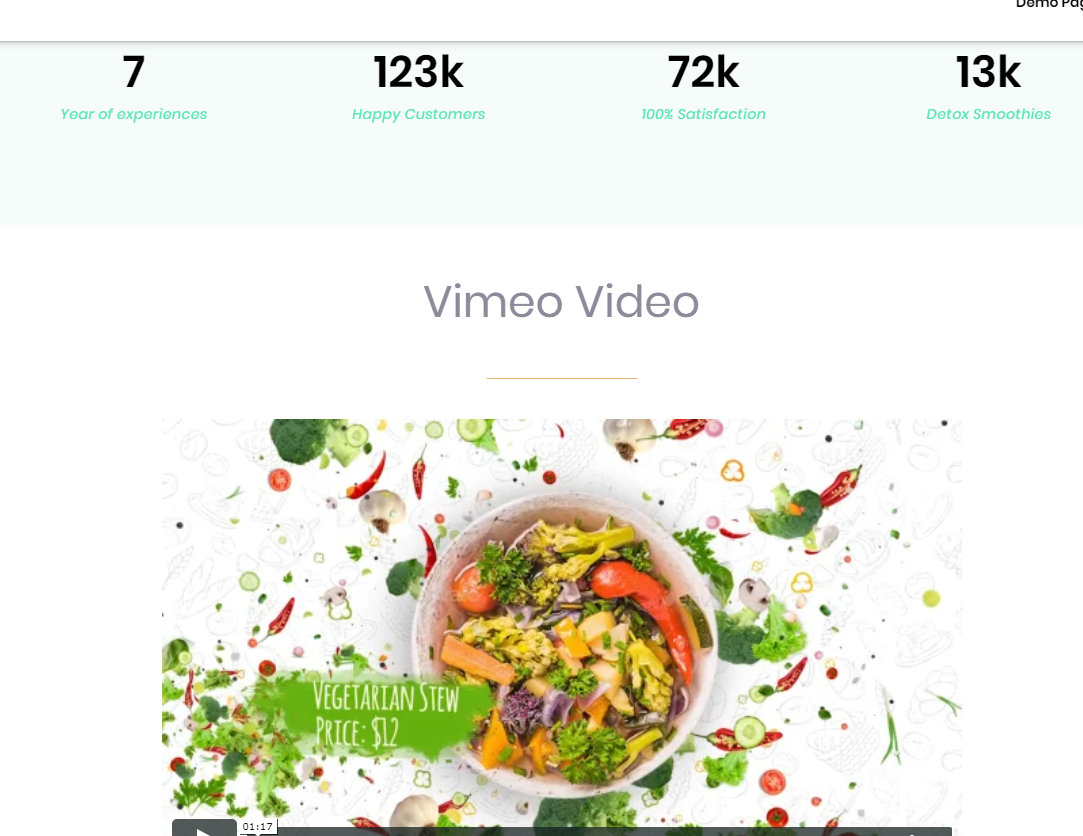 Demo Pag
7
123k
72k
13k
Year of experiences
Happy Customers
100% Satisfaction
Detox Smoothies
Vimeo Video
Vegetarian Stew
Price: $12
01:17